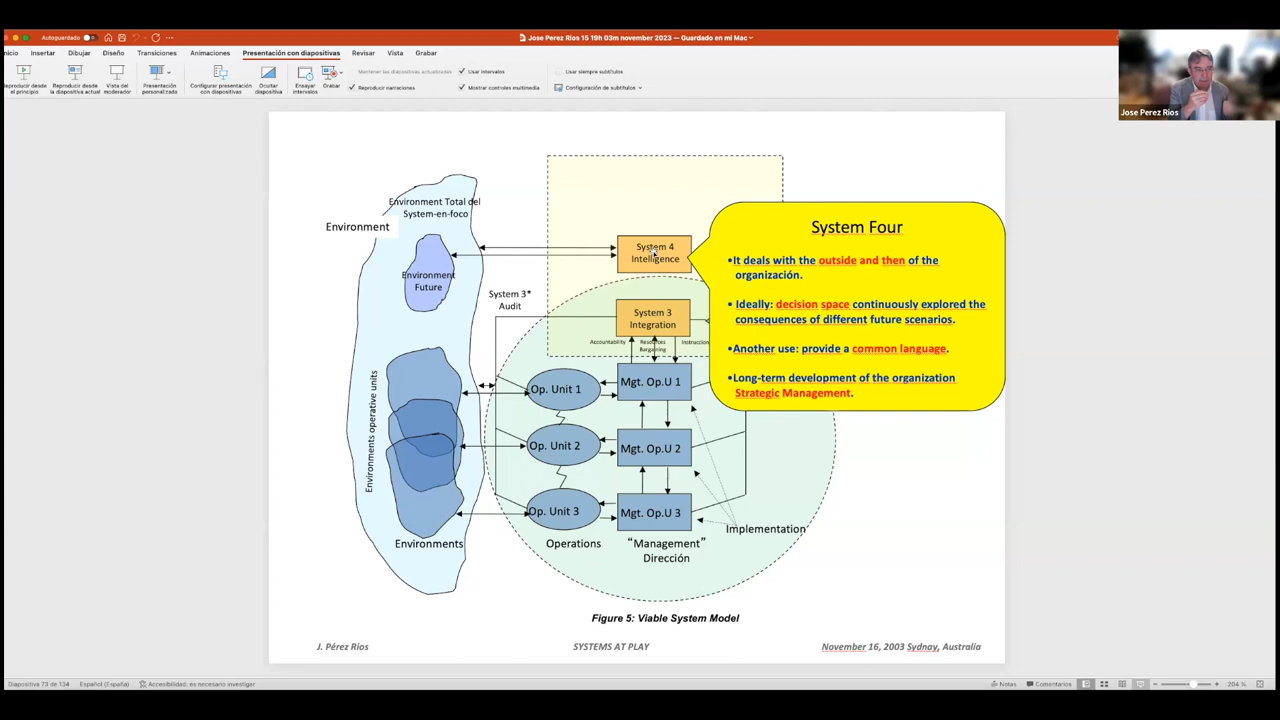 Autoguardado
Jose Perez Rios 15 19h 03m november 2023 — Guardado en mi Mac
nicio Insertar Dibujar Diseño Transiciones Animaciones Presentación con diapositivas Revisar Vista Grabar
Reproducir desde el principio
Reproducir desde la diapositiva actual
Vista del moderador
Presentación personalizada
Configurar presentación con diapositivas
Ocultar diapositiva
Ensayar intervalos
Grabar
Mantener las diapositivas actualizadas
Reproducir narraciones
Usar intervalos
Mostrar controles multimedia
Usar siempre subtítulos
Configuración de subtítulos
Jose Perez Rios
Environment Total del
System-en-foco
Environment
Environment
Future
System 3*
Audit
System 4
Intelligence
System 3
Integration
Accountability
Resources
Bargaining
Instruccion
System Four
•It deals with the outside and then of the
organización.
• Ideally: decision space continuously explored the
consequences of different future scenarios.
•Another use: provide a common language.
•Long-term development of the organization
Strategic Management.
Environments operative units
Op. Unit 1
Mgt. Op.U 1
Op. Unit 2
Mgt. Op.U 2
Op. Unit 3
Mgt. Op.U 3
Implementation
Environments
Operations
“Management”
Dirección
Figure 5: Viable System Model
J. Pérez Ríos
SYSTEMS AT PLAY
November 16, 2003 Sydnay, Australia
Diapositiva 73 de 134 Español (España) Accesibilidad: es necesario investigar
Notas Comentarios 204 %